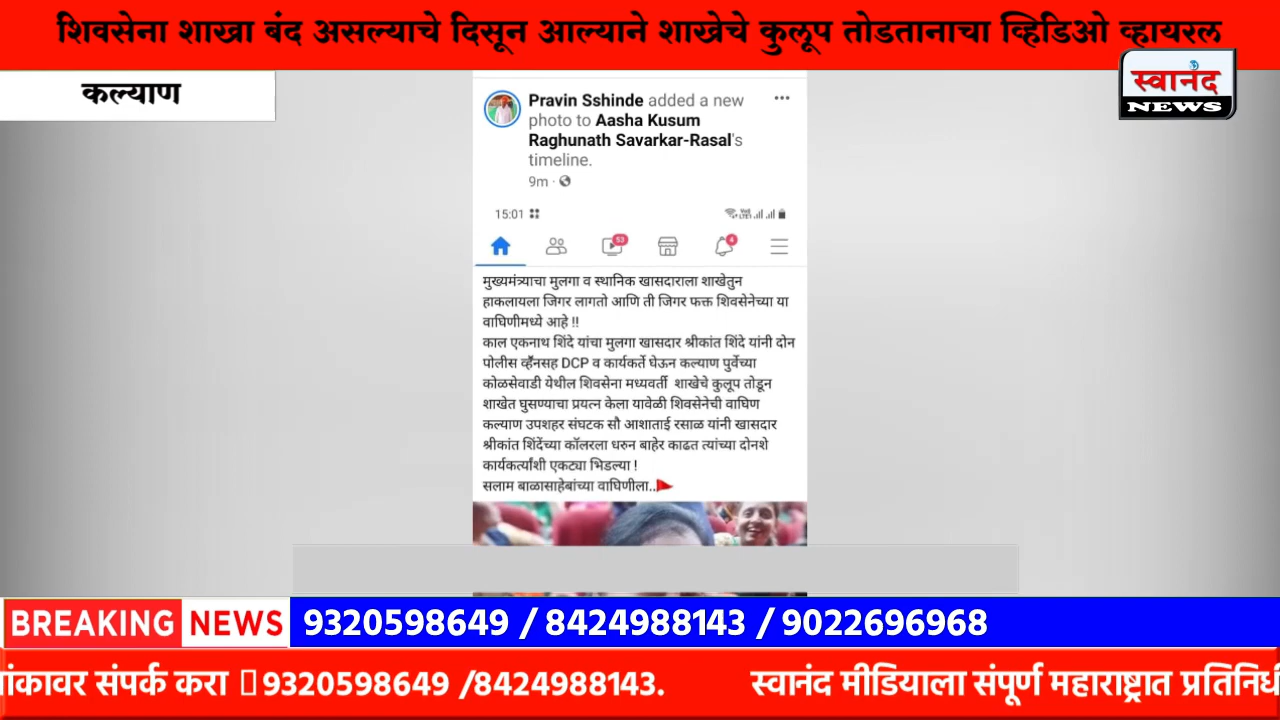 शिवसेना शाखा बंद असल्याचे दिसून आल्याने शाखेचे कुलूप तोडतानाचा व्हिडिओ व्हायरल
कल्याण
स्वानंद
NEWS
Pravin Sshinde added a new
photo to Aasha Kusum
Raghunath Savarkar-Rasal's
timeline.
9m
15:01
53
4
मुख्यमंत्र्याचा मुलगा व स्थानिक खासदाराला शाखेतुन
हाकलायला जिगर लागतो आणि ती जिगर फक्त शिवसेनेच्या या
वाघिणीमध्ये आहे !!
काल एकनाथ शिंदे यांचा मुलगा खासदार श्रीकांत शिंदे यांनी दोन
पोलीस व्हॅनसह DCP व कार्यकर्ते घेऊन कल्याण पुर्वेच्या
कोळसेवाडी येथील शिवसेना मध्यवर्ती शाखेचे कुलूप तोडून
शाखेत घुसण्याचा प्रयत्न केला यावेळी शिवसेनेची वाघिण
कल्याण उपशहर संघटक सौ आशाताई रसाळ यांनी खासदार
श्रीकांत शिंदेंच्या कॉलरला धरुन बाहेर काढत त्यांच्या दोनशे
कार्यकर्त्यांशी एकट्या भिडल्या !
सलाम बाळासाहेबांच्या वाघिणीला..
BREAKING NEWS 9320598649 / 8424988143 / 9022696968
ांकावर संपर्क करा 9320598649 /8424988143. स्वानंद मीडियाला संपूर्ण महाराष्ट्रात प्रतिनिधी